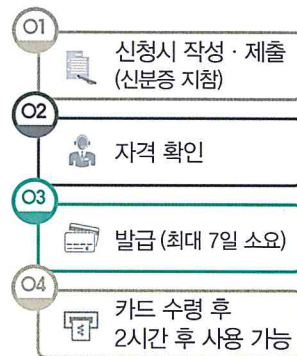 01
신청시 작성 · 제출
(신분증 지참)
02
자격 확인
03
발급 (최대 7일 소요)
04
카드 수령 후
2시간 후 사용 가능